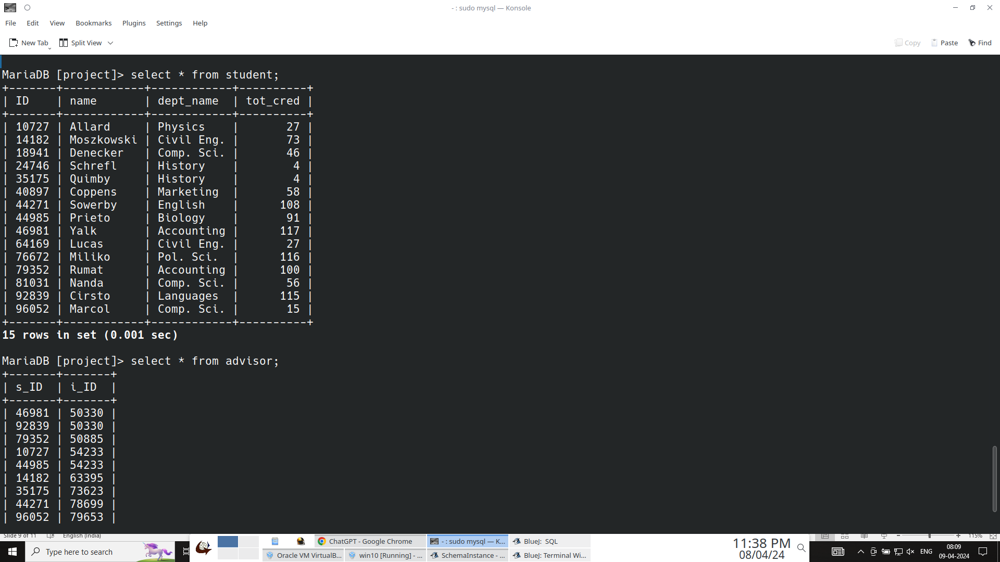 - : sudo mysql — Konsole
File Edit View Bookmarks Plugins Settings Help
New Tab Split View Copy Paste Find
MariaDB [project]> select * from student;
+-------+------------+------------+----------+
| ID    | name       | dept_name  | tot_cred |
+-------+------------+------------+----------+
| 10727 | Allard     | Physics    |       27 |
| 14182 | Moszkowski | Civil Eng. |       73 |
| 18941 | Denecker   | Comp. Sci. |       46 |
| 24746 | Schrefl    | History    |        4 |
| 35175 | Quimby     | History    |        4 |
| 40897 | Coppens    | Marketing  |       58 |
| 44271 | Sowerby    | English    |      108 |
| 44985 | Prieto     | Biology    |       91 |
| 46981 | Yalk       | Accounting |      117 |
| 64169 | Lucas      | Civil Eng. |       27 |
| 76672 | Miliko     | Pol. Sci.  |      116 |
| 79352 | Rumat      | Accounting |      100 |
| 81031 | Nanda      | Comp. Sci. |       56 |
| 92839 | Cirsto     | Languages  |      115 |
| 96052 | Marcol     | Comp. Sci. |       15 |
+-------+------------+------------+----------+
15 rows in set (0.001 sec)
MariaDB [project]> select * from advisor;
+-------+-------+
| s_ID  | i_ID  |
+-------+-------+
| 46981 | 50330 |
| 92839 | 50330 |
| 79352 | 50885 |
| 10727 | 54233 |
| 44985 | 54233 |
| 14182 | 63395 |
| 35175 | 73623 |
| 44271 | 78699 |
| 96052 | 79653 |
Slide 9 of 11 English (India) 115%
ChatGPT - Google Chrome - : sudo mysql — K... BlueJ: SQL
11:38 PM
08/04/24
Type here to search
Oracle VM VirtualB... win10 [Running] - ... SchemaInstance - ... BlueJ: Terminal Wi...
ENG
08:09
09-04-2024